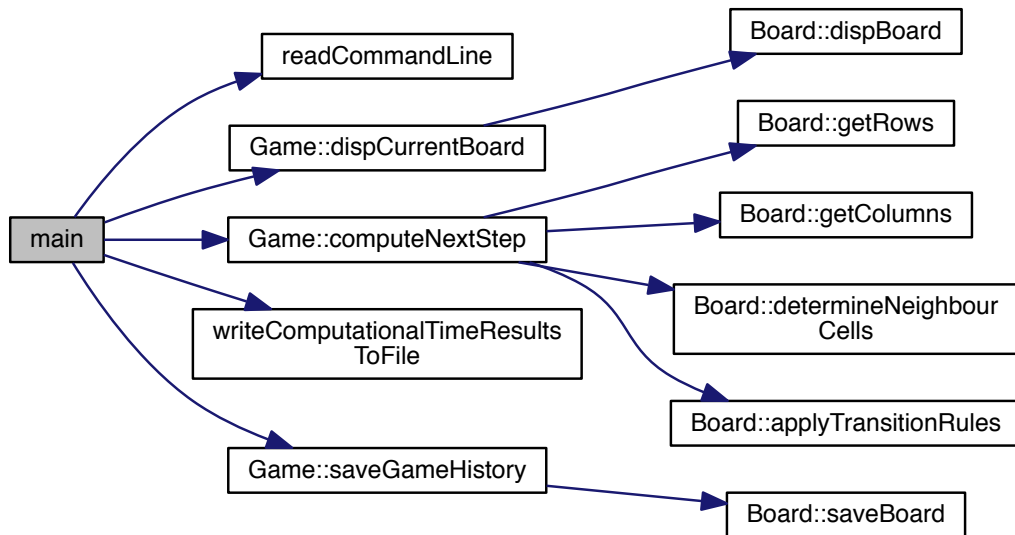 main
readCommandLine
Game::dispCurrentBoard
Game::computeNextStep
writeComputationalTimeResults
ToFile
Game::saveGameHistory
Board::dispBoard
Board::getRows
Board::getColumns
Board::determineNeighbour
Cells
Board::applyTransitionRules
Board::saveBoard